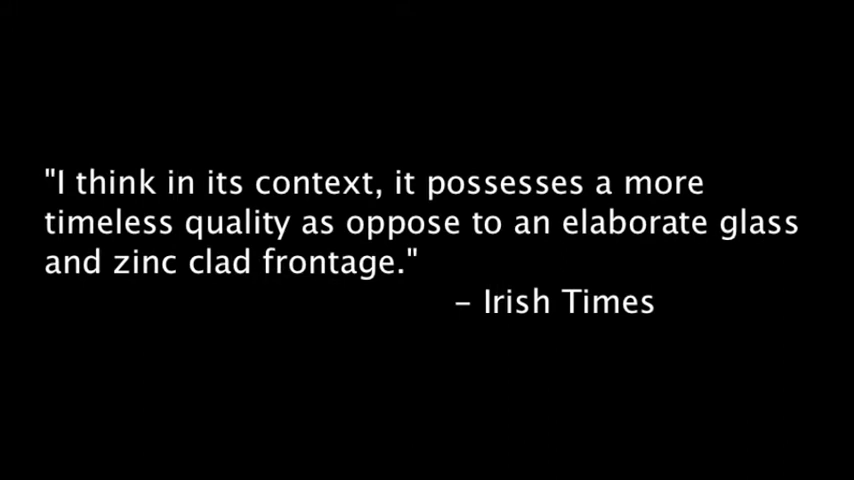 "I think in its context, it possesses a more
timeless quality as oppose to an elaborate glass
and zinc clad frontage."
– Irish Times